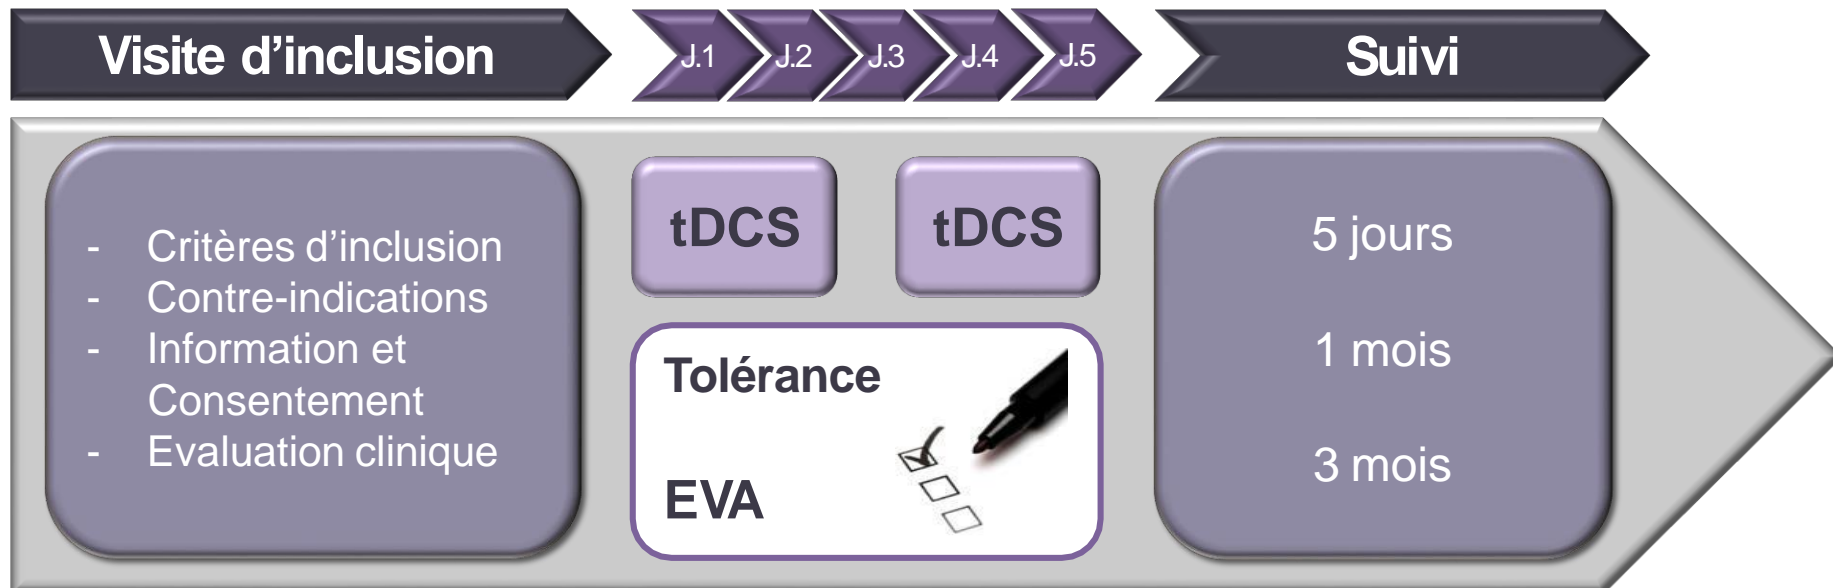 Visite d’inclusion
J.1
J.2
J.3
J.4
J.5
Suivi
- Critères d’inclusion
- Contre-indications
- Information et
Consentement
- Evaluation clinique
tDCS
tDCS
Tolérance
EVA
5 jours
1 mois
3 mois